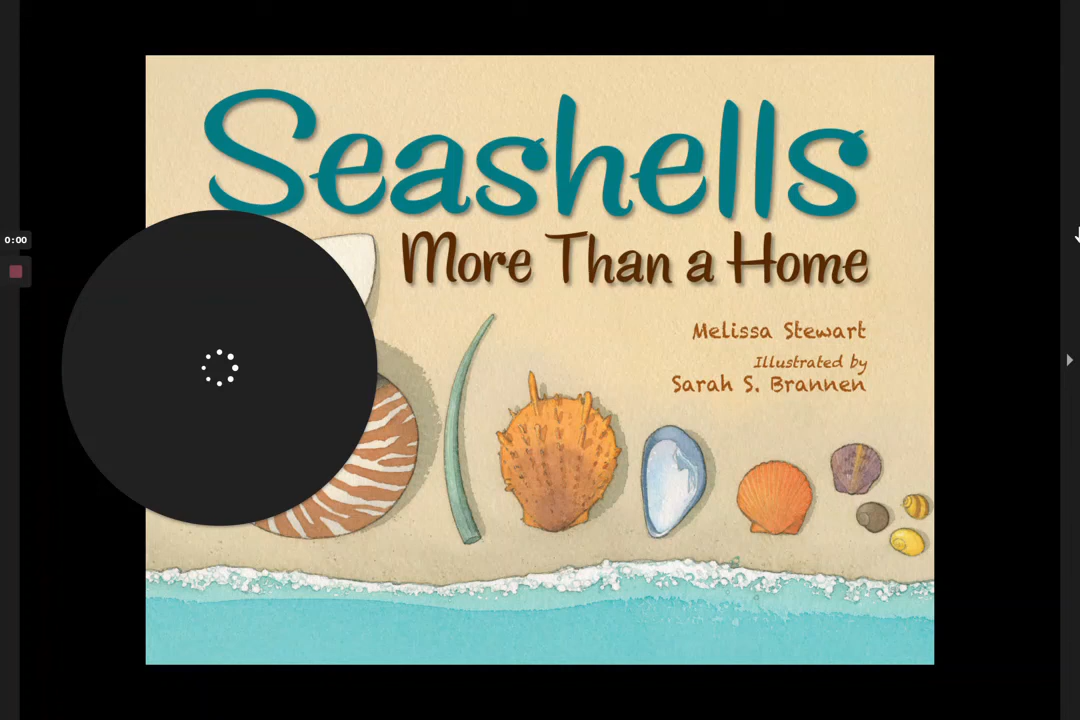 Seashells
More Than a Home
0:00
Melissa Stewart
Illustrated by
Sarah S. Brannen